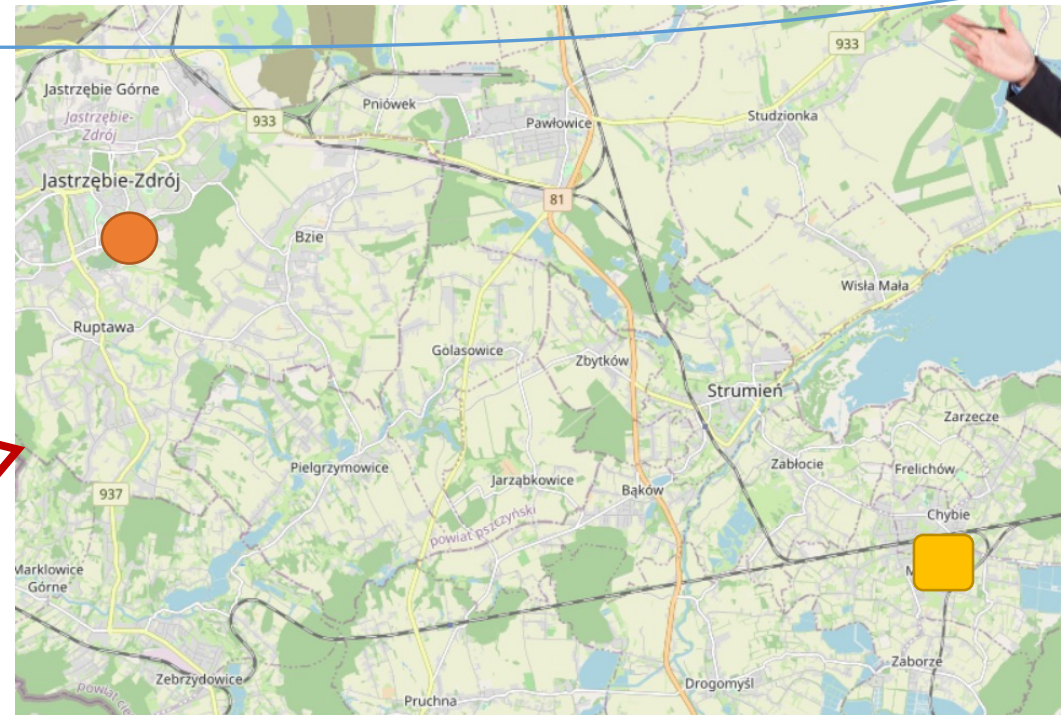 933
Jastrzębie Górne
Pniówek
Jastrzębie-
Zdrój
933
Pawłowice
Studzionka
Jastrzębie-Zdrój
81
Bzie
Wisła Mała
Ruptawa
Golasowice
Zbytków
Strumień
Zarzecze
Pielgrzymowice
Zabłocie
Frelichów
Jarząbkowice
937
Bąków
Chybie
powiat pszczyński
Marklowice
Górne
Zaborze
Zebrzydowice
Drogomyśl
powiat
Pruchna